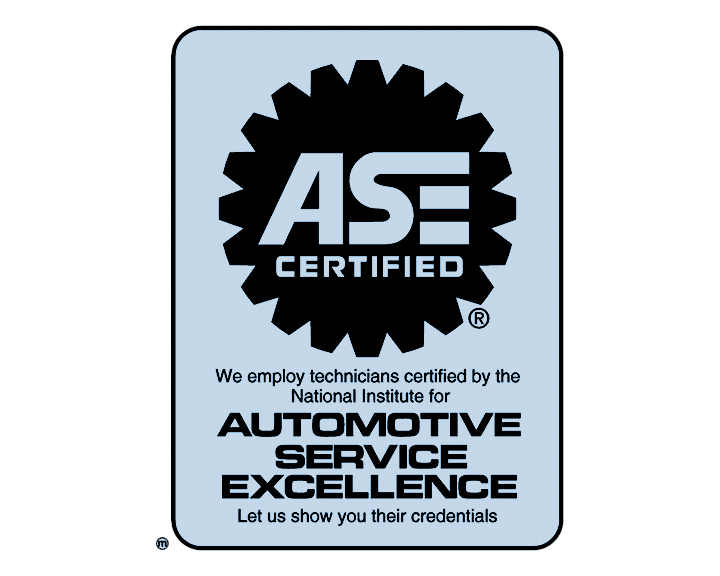 ASE
CERTIFIED
®
We employ technicians certified by the
National Institute for
AUTOMOTIVE
SERVICE
EXCELLENCE
Let us show you their credentials
m